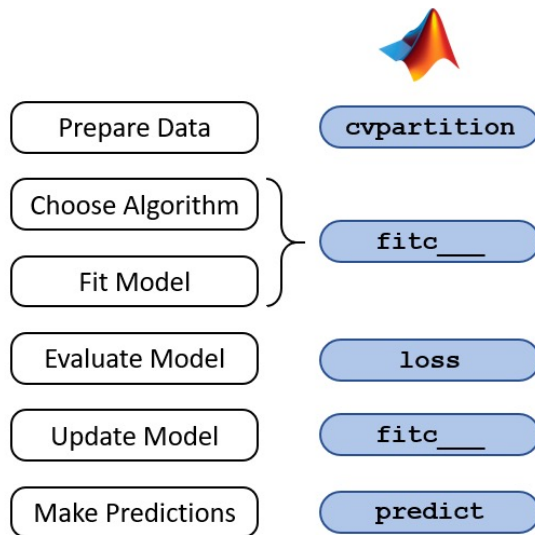 Prepare Data
cvpartition
Choose Algorithm
fitc___
Fit Model
Evaluate Model
loss
Update Model
fitc___
Make Predictions
predict